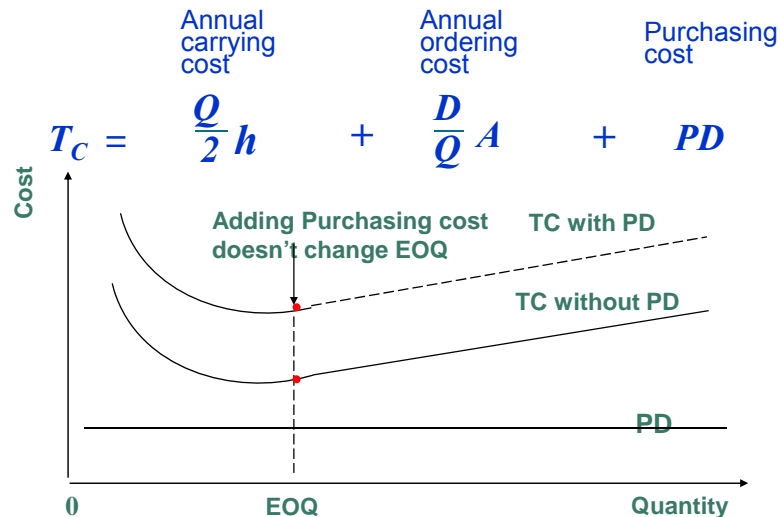 Annual
carrying
cost
Annual
ordering
cost
Purchasing
cost
T_C = Q/2 h + D/Q A + PD
Cost
Adding Purchasing cost
doesn't change EOQ
TC with PD
TC without PD
PD
0
EOQ
Quantity